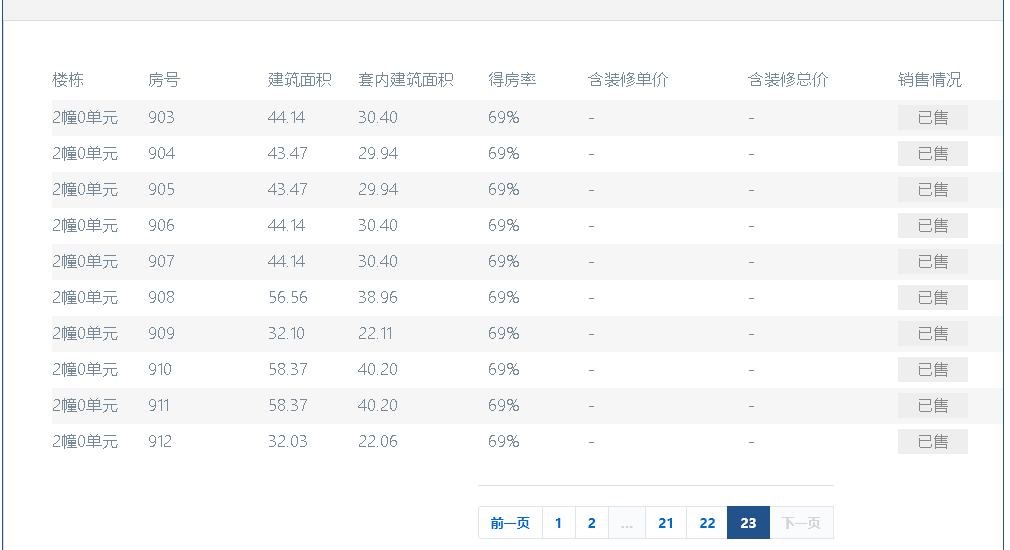 楼栋 房号 建筑面积 套内建筑面积 得房率 含装修单价 含装修总价 销售情况
2幢0单元 903 44.14 30.40 69% - - 已售
2幢0单元 904 43.47 29.94 69% - - 已售
2幢0单元 905 43.47 29.94 69% - - 已售
2幢0单元 906 44.14 30.40 69% - - 已售
2幢0单元 907 44.14 30.40 69% - - 已售
2幢0单元 908 56.56 38.96 69% - - 已售
2幢0单元 909 32.10 22.11 69% - - 已售
2幢0单元 910 58.37 40.20 69% - - 已售
2幢0单元 911 58.37 40.20 69% - - 已售
2幢0单元 912 32.03 22.06 69% - - 已售
前一页 1 2 ... 21 22 23 下一页